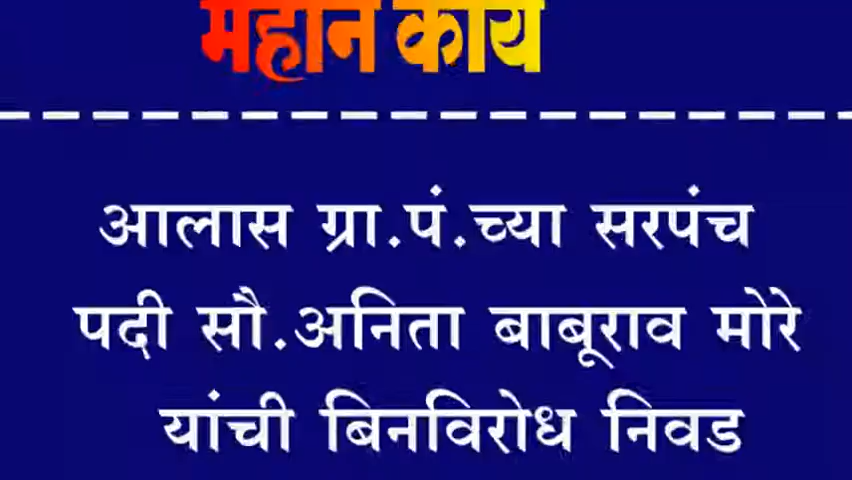 महान कार्य
आलास ग्रा.पं.च्या सरपंच
पदी सौ.अनिता बाबूराव मोरे
यांची बिनविरोध निवड